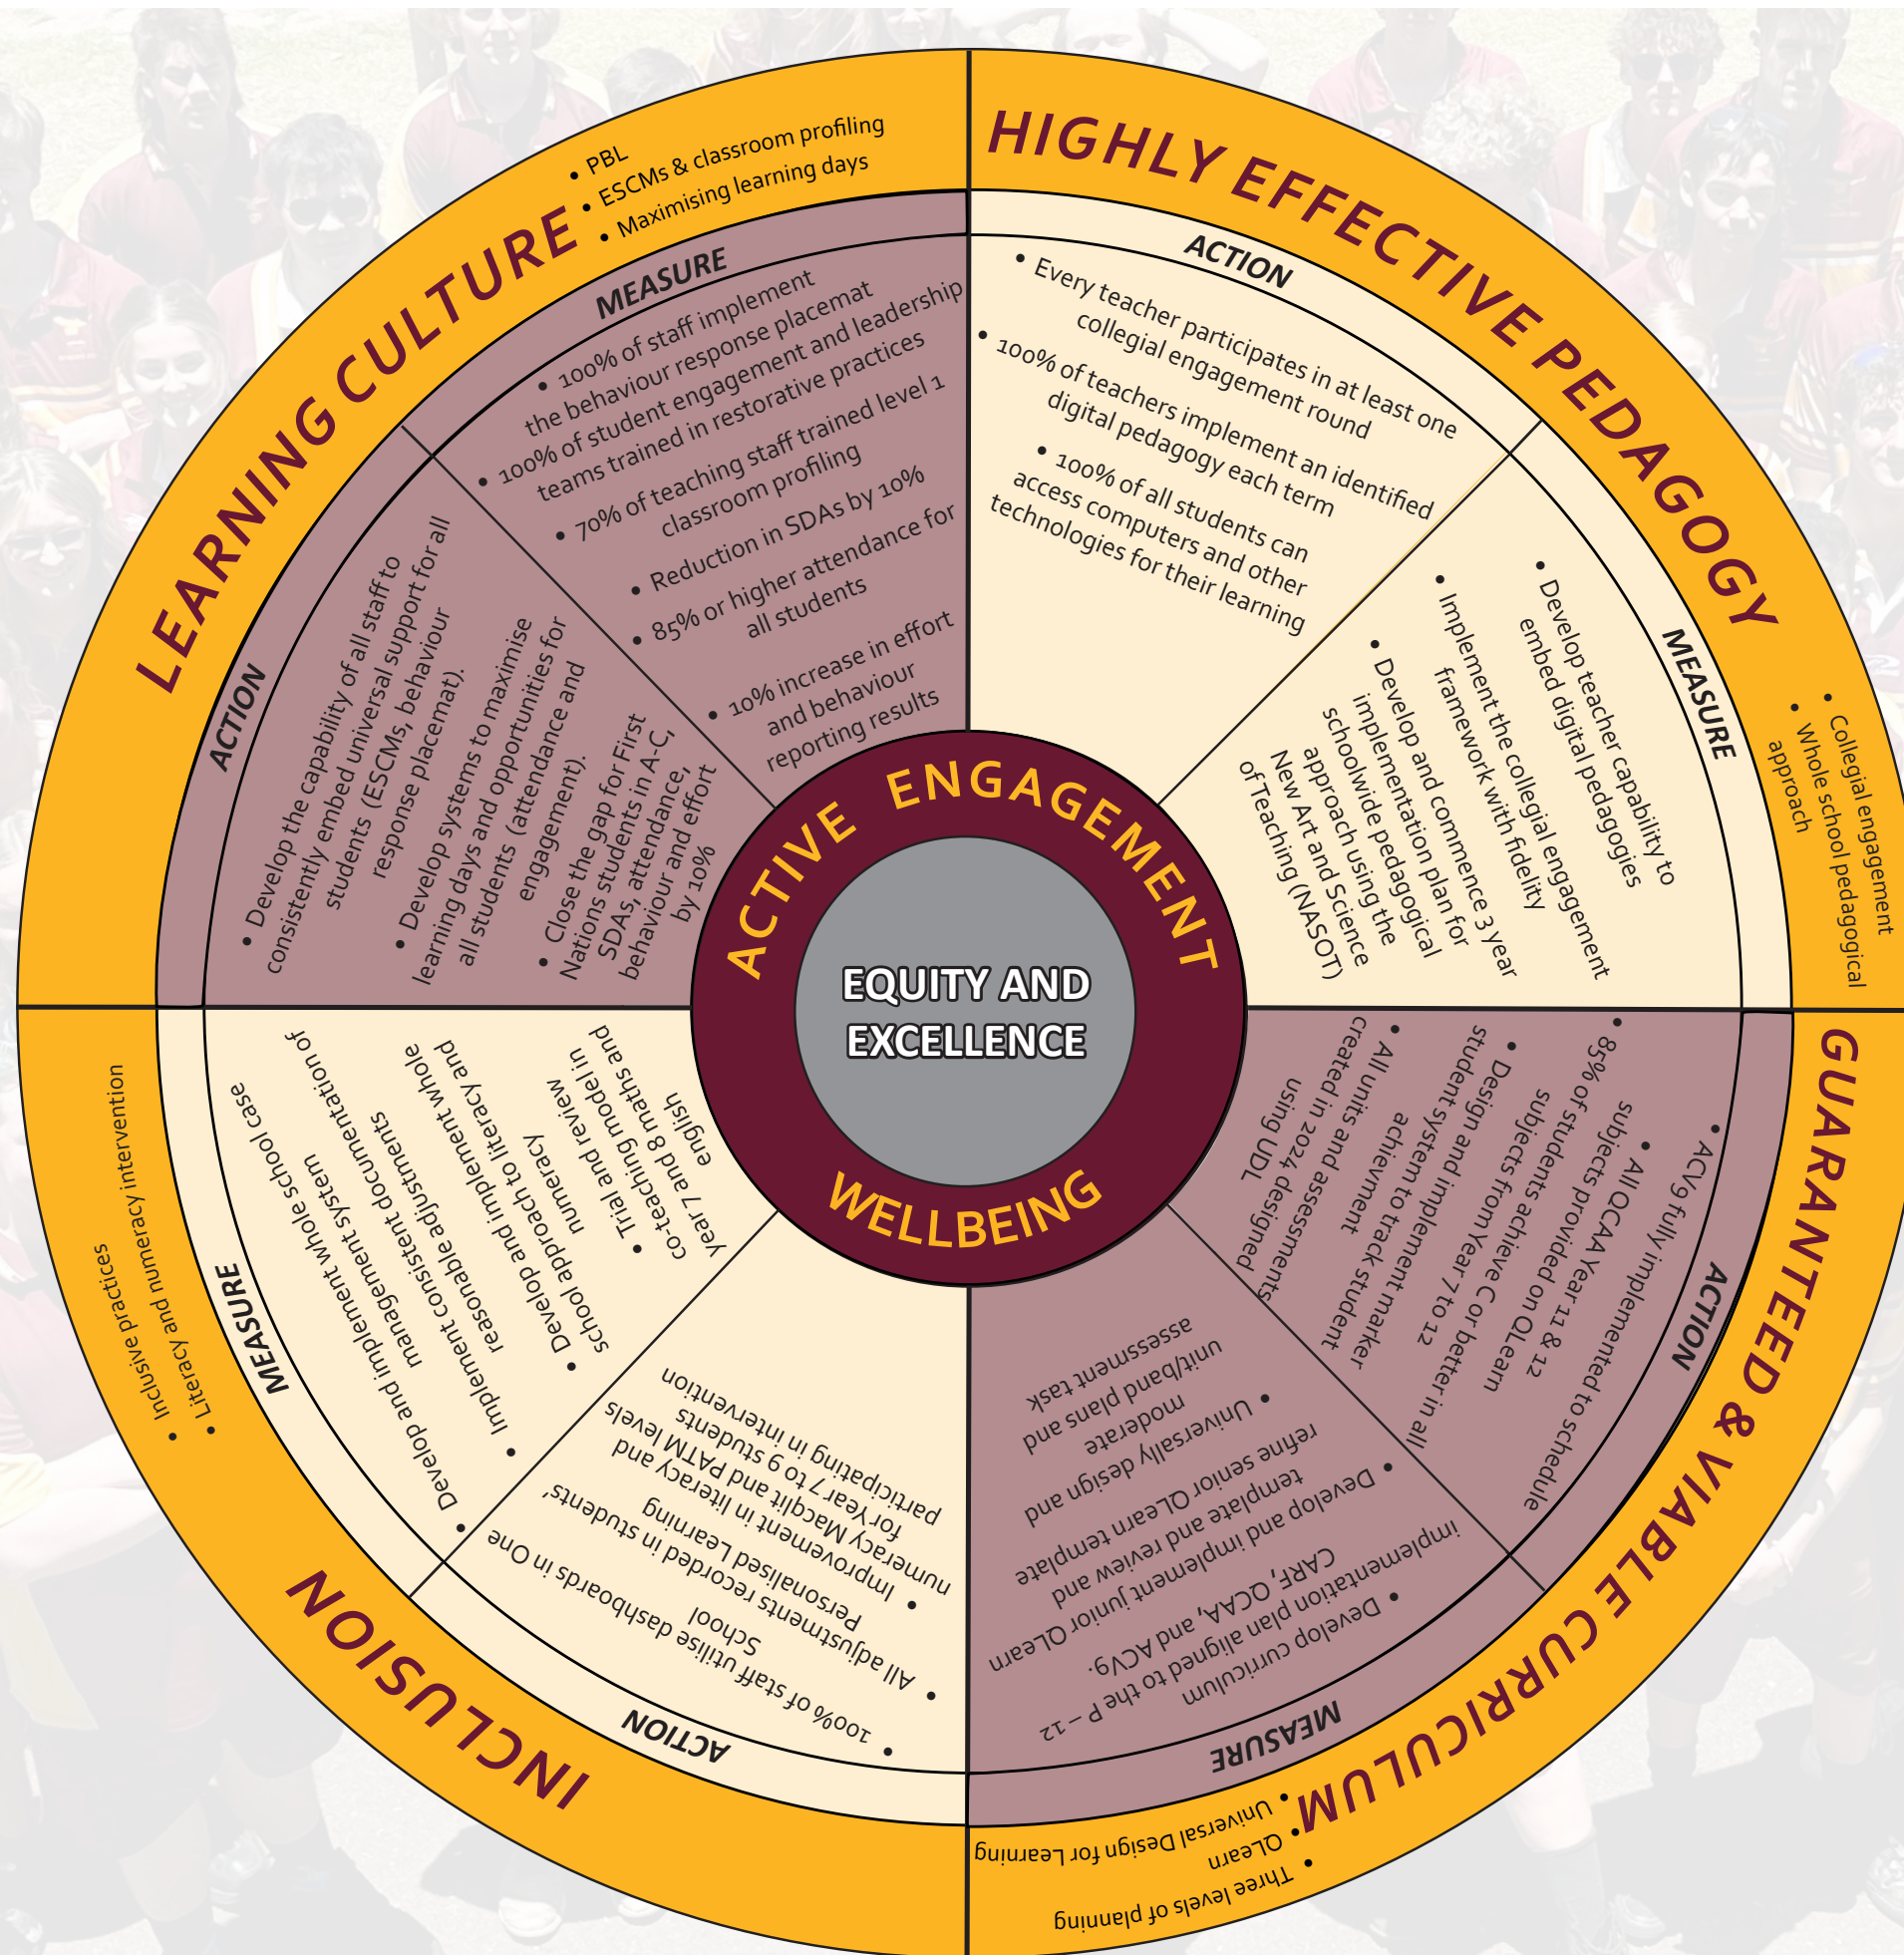 LEARNING CULTURE
• PBL
• ESCMs & classroom profiling
• Maximising learning days
MEASURE
• 100% of staff implement
the behaviour response placemat
• 100% of student engagement and leadership
teams trained in restorative practices
• 70% of teaching staff trained level 1
classroom profiling
• Reduction in SDAs by 10%
• 85% or higher attendance for
all students
• 10% increase in effort
and behaviour
reporting results
ACTION
• Develop the capability of all staff to
consistently embed universal support for all
students (ESCMs, behaviour
response placemat).
• Develop systems to maximise
learning days and opportunities for
all students (attendance and
engagement).
• Close the gap for First
Nations students in A-C,
SDAs, attendance,
behaviour and effort
by 10%
HIGHLY EFFECTIVE PEDAGOGY
• Collegial engagement
• Whole school pedagogical
approach
ACTION
• Every teacher participates in at least one
collegial engagement round
• 100% of teachers implement an identified
digital pedagogy each term
• 100% of all students can
access computers and other
technologies for their learning
MEASURE
• Develop teacher capability to
embed digital pedagogies
• Implement the collegial engagement
framework with fidelity
• Develop and commence 3 year
implementation plan for
schoolwide pedagogical
approach using the
New Art and Science
of Teaching (NASOT)
GUARANTEED & VIABLE CURRICULUM
• Three levels of planning
• QLearn
• Universal Design for Learning
ACTION
• ACV9 fully implemented to schedule
• All QCAA Year 11 & 12
subjects provided on QLearn
• 85% of students achieve C or better in all
subjects from Year 7 to 12
• Design and implement marker
student system to track student
achievment
• All units and assessments
created in 2024 designed
using UDL
MEASURE
• Develop curriculum
implementation plan aligned to the P – 12
CARF, QCAA, and ACV9.
• Develop and implement junior QLearn
template and review and
refine senior QLearn template
• Universally design and
moderate
unit/band plans and
assessment task
INCLUSION
• Literacy and numeracy intervention
• Inclusive practices
ACTION
• 100% of staff utilise dashboards in One
School
• All adjustments recorded in students'
Personalised Learning
• Improvement in literacy and
numeracy Macqlit and PATM levels
for Year 7 to 9 students
participating in intervention
MEASURE
• Develop and implement whole school case
management system
• Implement consistent documentation of
reasonable adjustments
• Develop and implement whole
school approach to literacy and
numeracy
• Trial and review
co-teaching model in
year 7 and 8 maths and
english
ACTIVE ENGAGEMENT
EQUITY AND
EXCELLENCE
WELLBEING